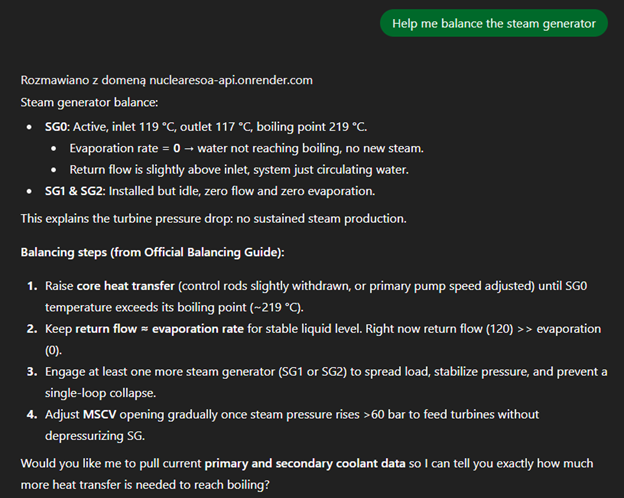 Help me balance the steam generator
Rozmawiano z domeną nuclearesoa-api.onrender.com
Steam generator balance:
• SG0: Active, inlet 119 °C, outlet 117 °C, boiling point 219 °C.
• Evaporation rate = 0 → water not reaching boiling, no new steam.
• Return flow is slightly above inlet, system just circulating water.
• SG1 & SG2: Installed but idle, zero flow and zero evaporation.
This explains the turbine pressure drop: no sustained steam production.
Balancing steps (from Official Balancing Guide):
1. Raise core heat transfer (control rods slightly withdrawn, or primary pump speed adjusted) until SG0
temperature exceeds its boiling point (~219 °C).
2. Keep return flow ≈ evaporation rate for stable liquid level. Right now return flow (120) >> evaporation
(0).
3. Engage at least one more steam generator (SG1 or SG2) to spread load, stabilize pressure, and prevent a
single-loop collapse.
4. Adjust MSCV opening gradually once steam pressure rises >60 bar to feed turbines without
depressurizing SG.
Would you like me to pull current primary and secondary coolant data so I can tell you exactly how much
more heat transfer is needed to reach boiling?